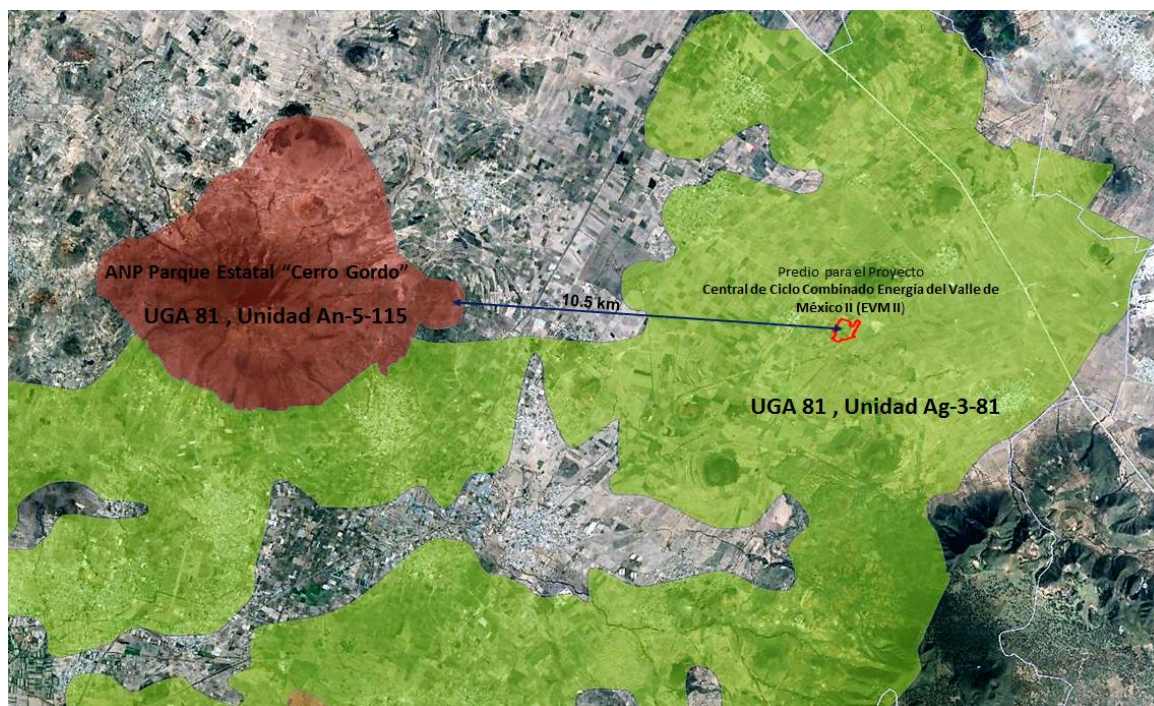 ANP Parque Estatal “Cerro Gordo”
UGA 81 , Unidad An-5-115
10.5 km
Predio para el Proyecto
Central de Ciclo Combinado Energía del Valle de
México II (EVM II)
UGA 81 , Unidad Ag-3-81